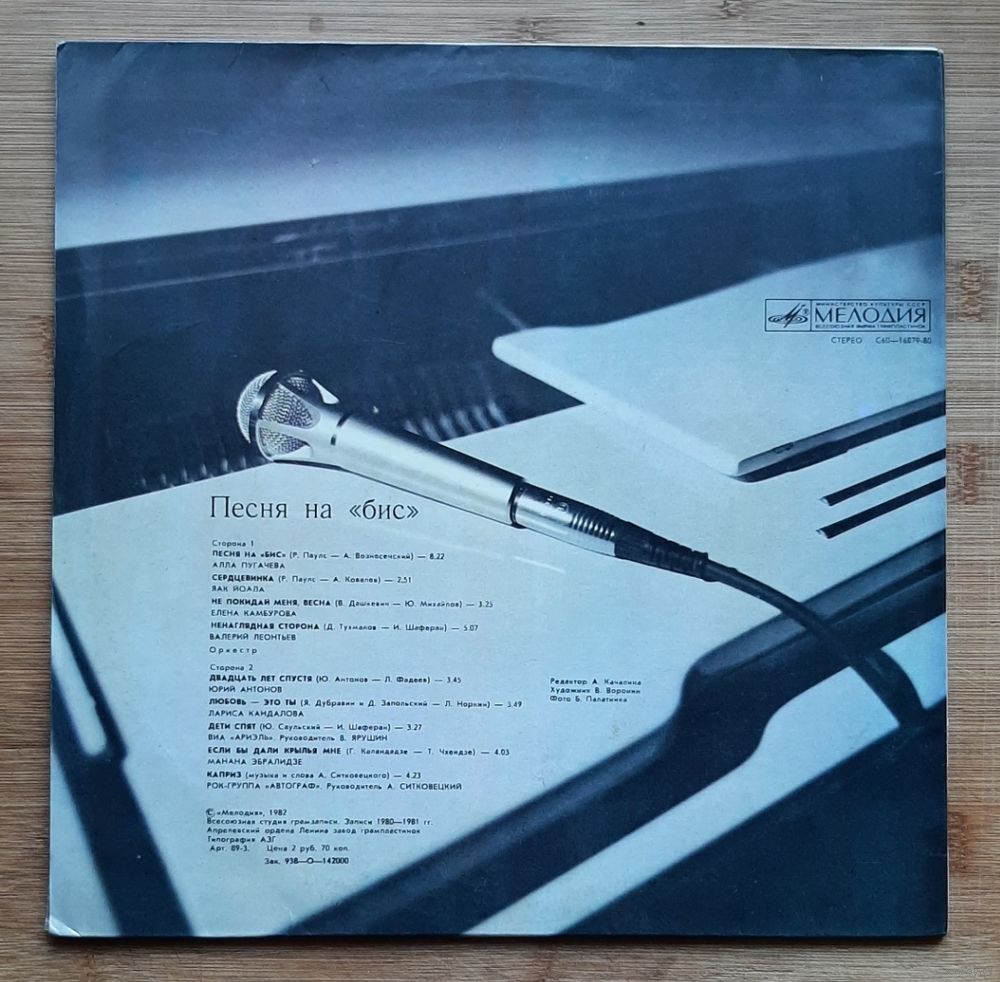 МИНИСТЕРСТВО КУЛЬТУРЫ СССР
МЕЛОДИЯ
ВСЕСОЮЗНАЯ ФИРМА ГРАМПЛАСТИНОК
СТЕРЕО С60—16079-80
Песня на «бис»
Сторона 1
ПЕСНЯ НА «БИС» (Р. Паулс — А. Вознесенский) — 8.22
АЛЛА ПУГАЧЕВА
СЕРДЦЕВИНКА (Р. Паулс — А. Ковалев) — 2.51
ЯАК ЙОАЛА
НЕ ПОКИДАЙ МЕНЯ, ВЕСНА (В. Дашкевич — Ю. Михайлов) — 3.25
ЕЛЕНА КАМБУРОВА
НЕНАГЛЯДНАЯ СТОРОНА (Д. Тухманов — И. Шаферан) — 5.07
ВАЛЕРИЙ ЛЕОНТЬЕВ
Оркестр
Сторона 2
ДВАДЦАТЬ ЛЕТ СПУСТЯ (Ю. Антонов — Л. Фадеев) — 3.45
ЮРИЙ АНТОНОВ
ЛЮБОВЬ — ЭТО ТЫ (Я. Дубравин и Д. Запольский — Л. Норкин) — 3.49
ЛАРИСА КАНДАЛОВА
ДЕТИ СПЯТ (Ю. Саульский — И. Шаферан) — 3.27
ВИА «АРИЭЛЬ». Руководитель В. ЯРУШИН
ЕСЛИ БЫ ДАЛИ КРЫЛЬЯ МНЕ (Г. Каландадзе — Т. Чхеидзе) — 4.03
МАНАНА ЭБРАЛИДЗЕ
КАПРИЗ (музыка и слова А. Ситковецкого) — 4.23
РОК-ГРУППА «АВТОГРАФ». Руководитель А. СИТКОВЕЦКИЙ
Редактор А. Качалина
Художник В. Воронин
Фото Б. Палатника
© «Мелодия», 1982
Всесоюзная студия грамзаписи. Записи 1980—1981 гг.
Апрелевский ордена Ленина завод грампластинок
Типография АЗГ
Арт. 89-3. Цена 2 руб. 70 коп.
Зак. 938—О—142000